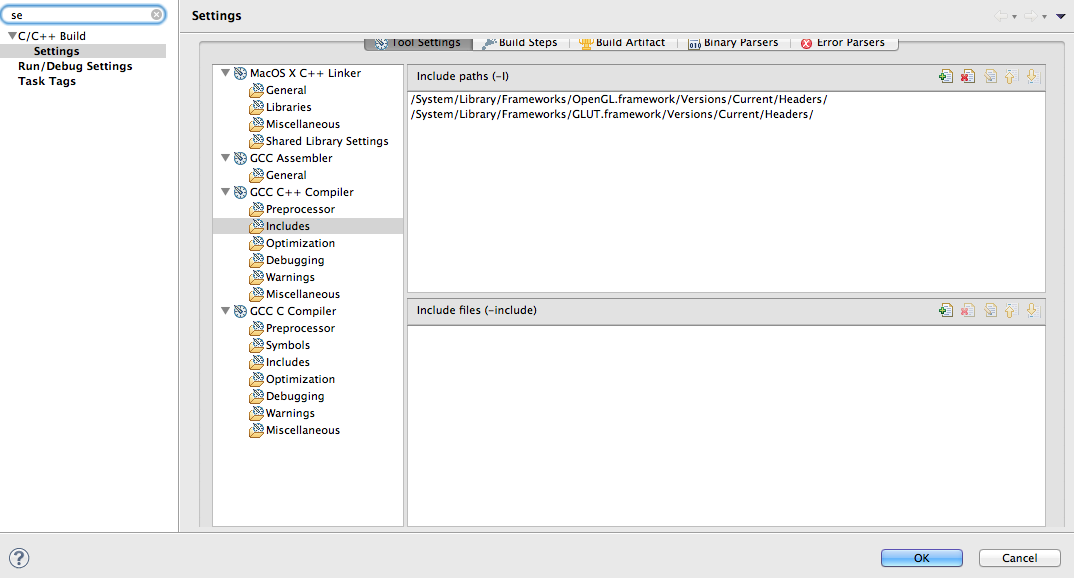 se
Settings
C/C++ Build
Settings
Run/Debug Settings
Task Tags
Tool Settings
Build Steps
Build Artifact
Binary Parsers
Error Parsers
MacOS X C++ Linker
General
Libraries
Miscellaneous
Shared Library Settings
GCC Assembler
General
GCC C++ Compiler
Preprocessor
Includes
Optimization
Debugging
Warnings
Miscellaneous
GCC C Compiler
Preprocessor
Symbols
Includes
Optimization
Debugging
Warnings
Miscellaneous
Include paths (-I)
/System/Library/Frameworks/OpenGL.framework/Versions/Current/Headers/
/System/Library/Frameworks/GLUT.framework/Versions/Current/Headers/
Include files (-include)
?
OK
Cancel